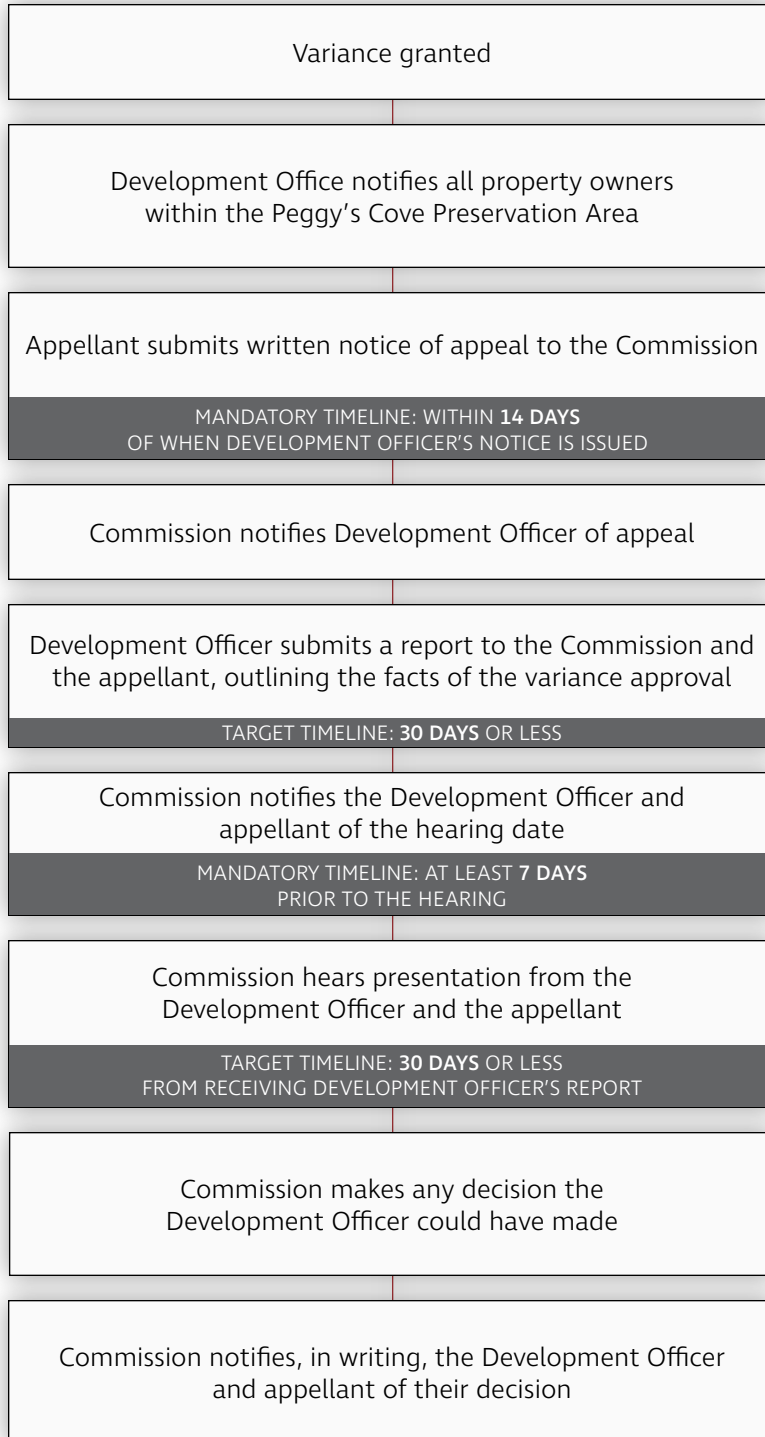 Variance granted
Development Office notifies all property owners
within the Peggy’s Cove Preservation Area
Appellant submits written notice of appeal to the Commission
MANDATORY TIMELINE: WITHIN 14 DAYS
OF WHEN DEVELOPMENT OFFICER’S NOTICE IS ISSUED
Commission notifies Development Officer of appeal
Development Officer submits a report to the Commission and
the appellant, outlining the facts of the variance approval
TARGET TIMELINE: 30 DAYS OR LESS
Commission notifies the Development Officer and
appellant of the hearing date
MANDATORY TIMELINE: AT LEAST 7 DAYS
PRIOR TO THE HEARING
Commission hears presentation from the
Development Officer and the appellant
TARGET TIMELINE: 30 DAYS OR LESS
FROM RECEIVING DEVELOPMENT OFFICER’S REPORT
Commission makes any decision the
Development Officer could have made
Commission notifies, in writing, the Development Officer
and appellant of their decision